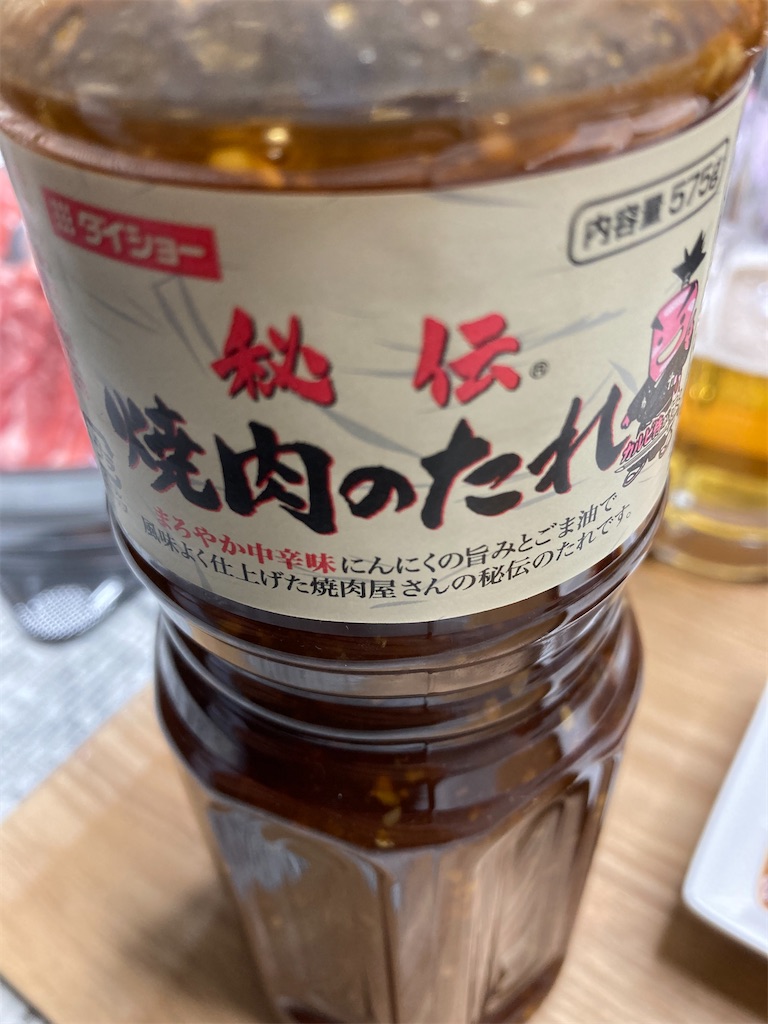 ダイショー
内容量 575g
秘伝®
焼肉のたれ
まろやか中辛味 にんにくの旨みとごま油で
風味よく仕上げた焼肉屋さんの秘伝のたれです。